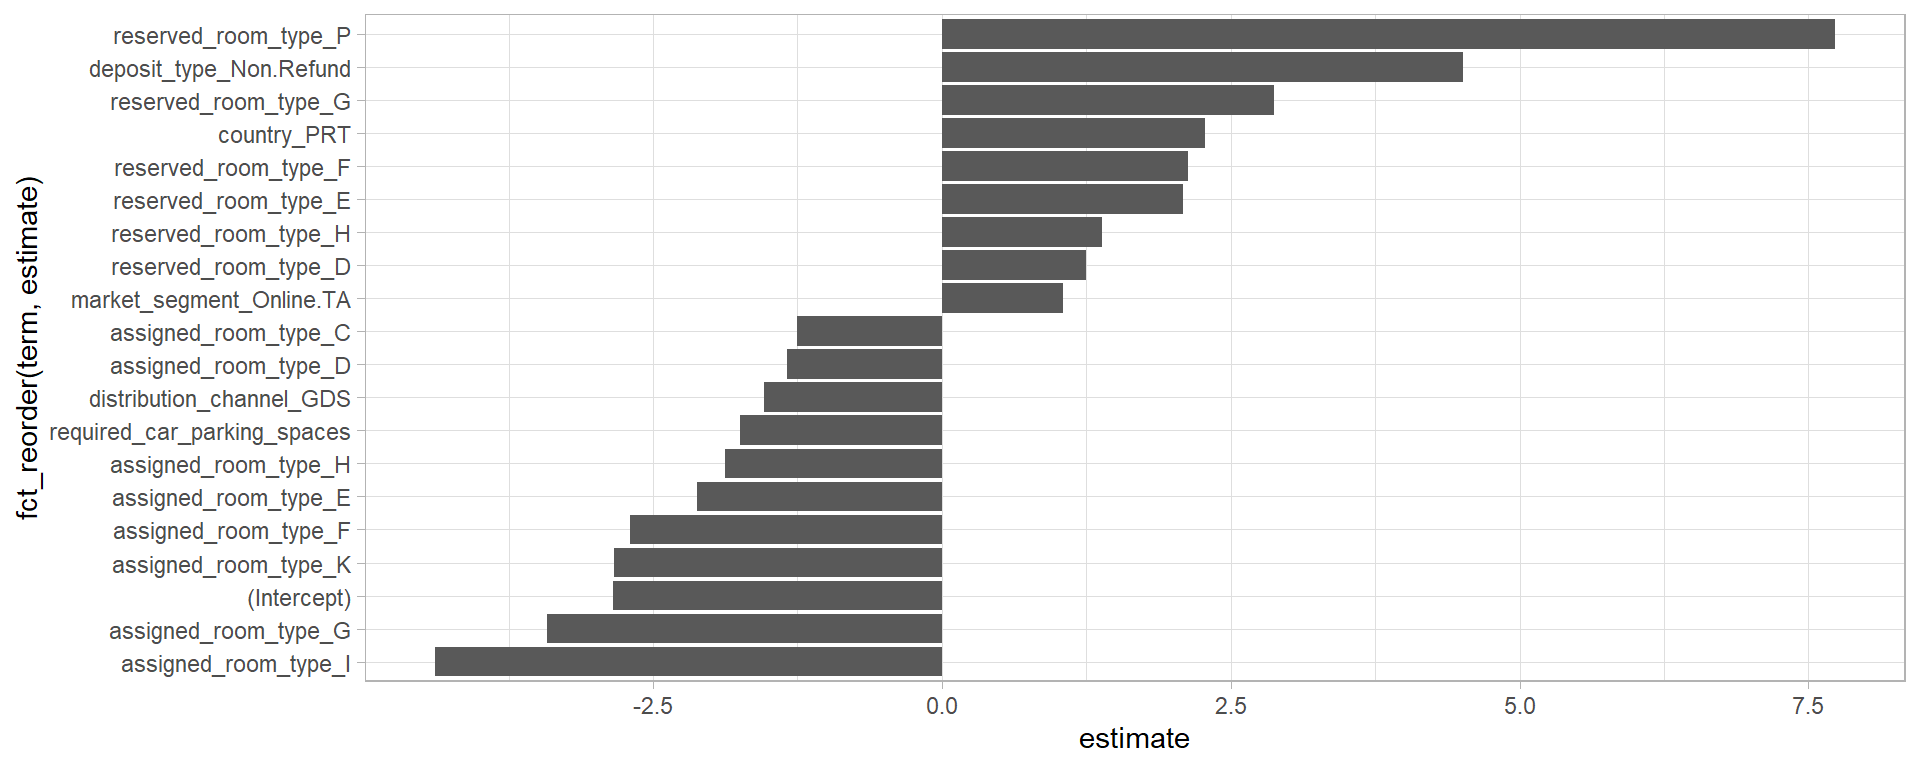 fct_reorder(term, estimate)
reserved_room_type_P
deposit_type_Non.Refund
reserved_room_type_G
country_PRT
reserved_room_type_F
reserved_room_type_E
reserved_room_type_H
reserved_room_type_D
market_segment_Online.TA
assigned_room_type_C
assigned_room_type_D
distribution_channel_GDS
required_car_parking_spaces
assigned_room_type_H
assigned_room_type_E
assigned_room_type_F
assigned_room_type_K
(Intercept)
assigned_room_type_G
assigned_room_type_I
-2.5 0.0 2.5 5.0 7.5
estimate